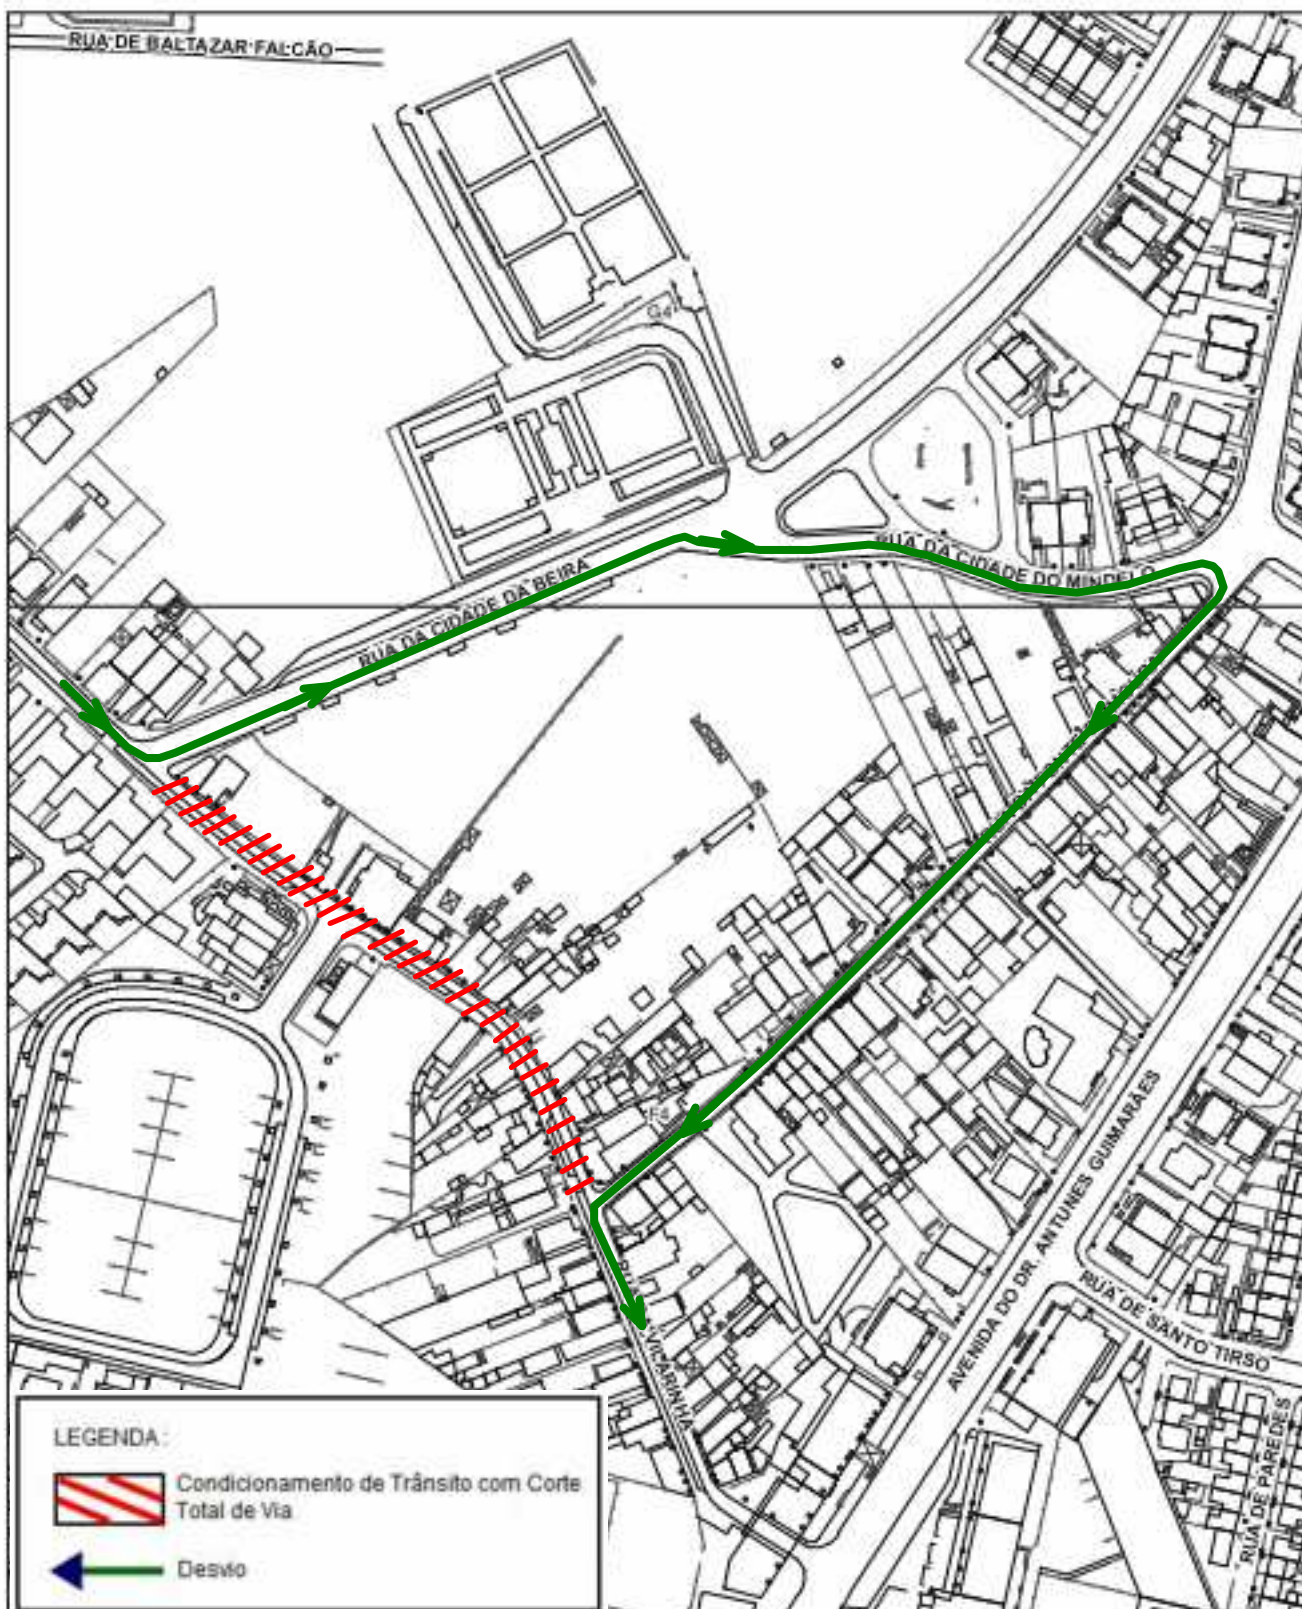 RUA DE BALTAZAR FALCÃO
G4
RUA DA CIDADE DO MINDELO
RUA DA CIDADE DA BEIRA
F4
AVENIDA DO DR. ANTUNES GUIMARAES
RUA DE SANTO TIRSO
VILARINHA
RUA DE PAREDES
LEGENDA:
Condicionamento de Trânsito com Corte
Total de Via
Desvio